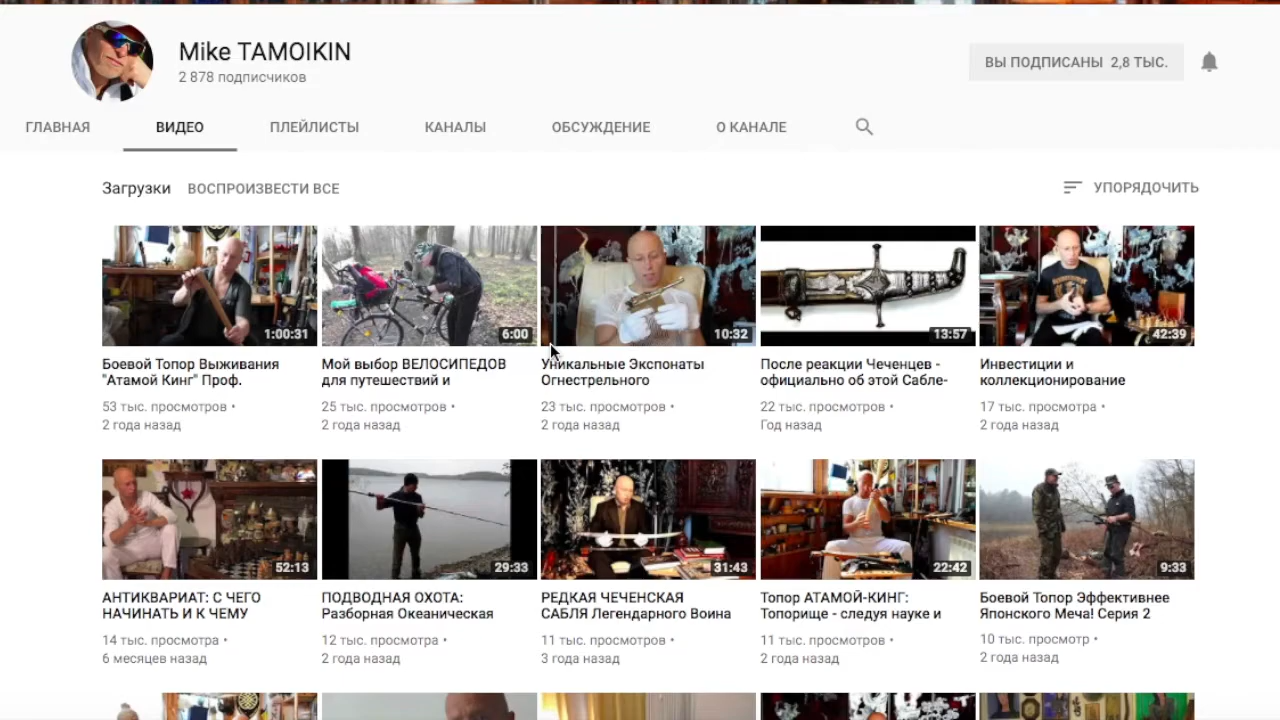 Mike TAMOIKIN
2 878 подписчиков
ВЫ ПОДПИСАНЫ 2,8 ТЫС.
ГЛАВНАЯ ВИДЕО ПЛЕЙЛИСТЫ КАНАЛЫ ОБСУЖДЕНИЕ О КАНАЛЕ
Загрузки ВОСПРОИЗВЕСТИ ВСЕ
УПОРЯДОЧИТЬ
1:00:31
Боевой Топор Выживания
"Атамой Кинг" Проф.
53 тыс. просмотров •
2 года назад
6:00
Мой выбор ВЕЛОСИПЕДОВ
для путешествий и
25 тыс. просмотров •
2 года назад
10:32
Уникальные Экспонаты
Огнестрельного
23 тыс. просмотров •
2 года назад
13:57
После реакции Чеченцев -
официально об этой Сабле-
22 тыс. просмотров •
Год назад
42:39
Инвестиции и
коллекционирование
17 тыс. просмотра •
2 года назад
52:13
АНТИКВАРИАТ: С ЧЕГО
НАЧИНАТЬ И К ЧЕМУ
14 тыс. просмотра •
6 месяцев назад
29:33
ПОДВОДНАЯ ОХОТА:
Разборная Океаническая
12 тыс. просмотра •
2 года назад
31:43
РЕДКАЯ ЧЕЧЕНСКАЯ
САБЛЯ Легендарного Воина
11 тыс. просмотров •
3 года назад
22:42
Топор АТАМОЙ-КИНГ:
Топорище - следуя науке и
11 тыс. просмотров •
2 года назад
9:33
Боевой Топор Эффективнее
Японского Меча! Серия 2
10 тыс. просмотр •
2 года назад